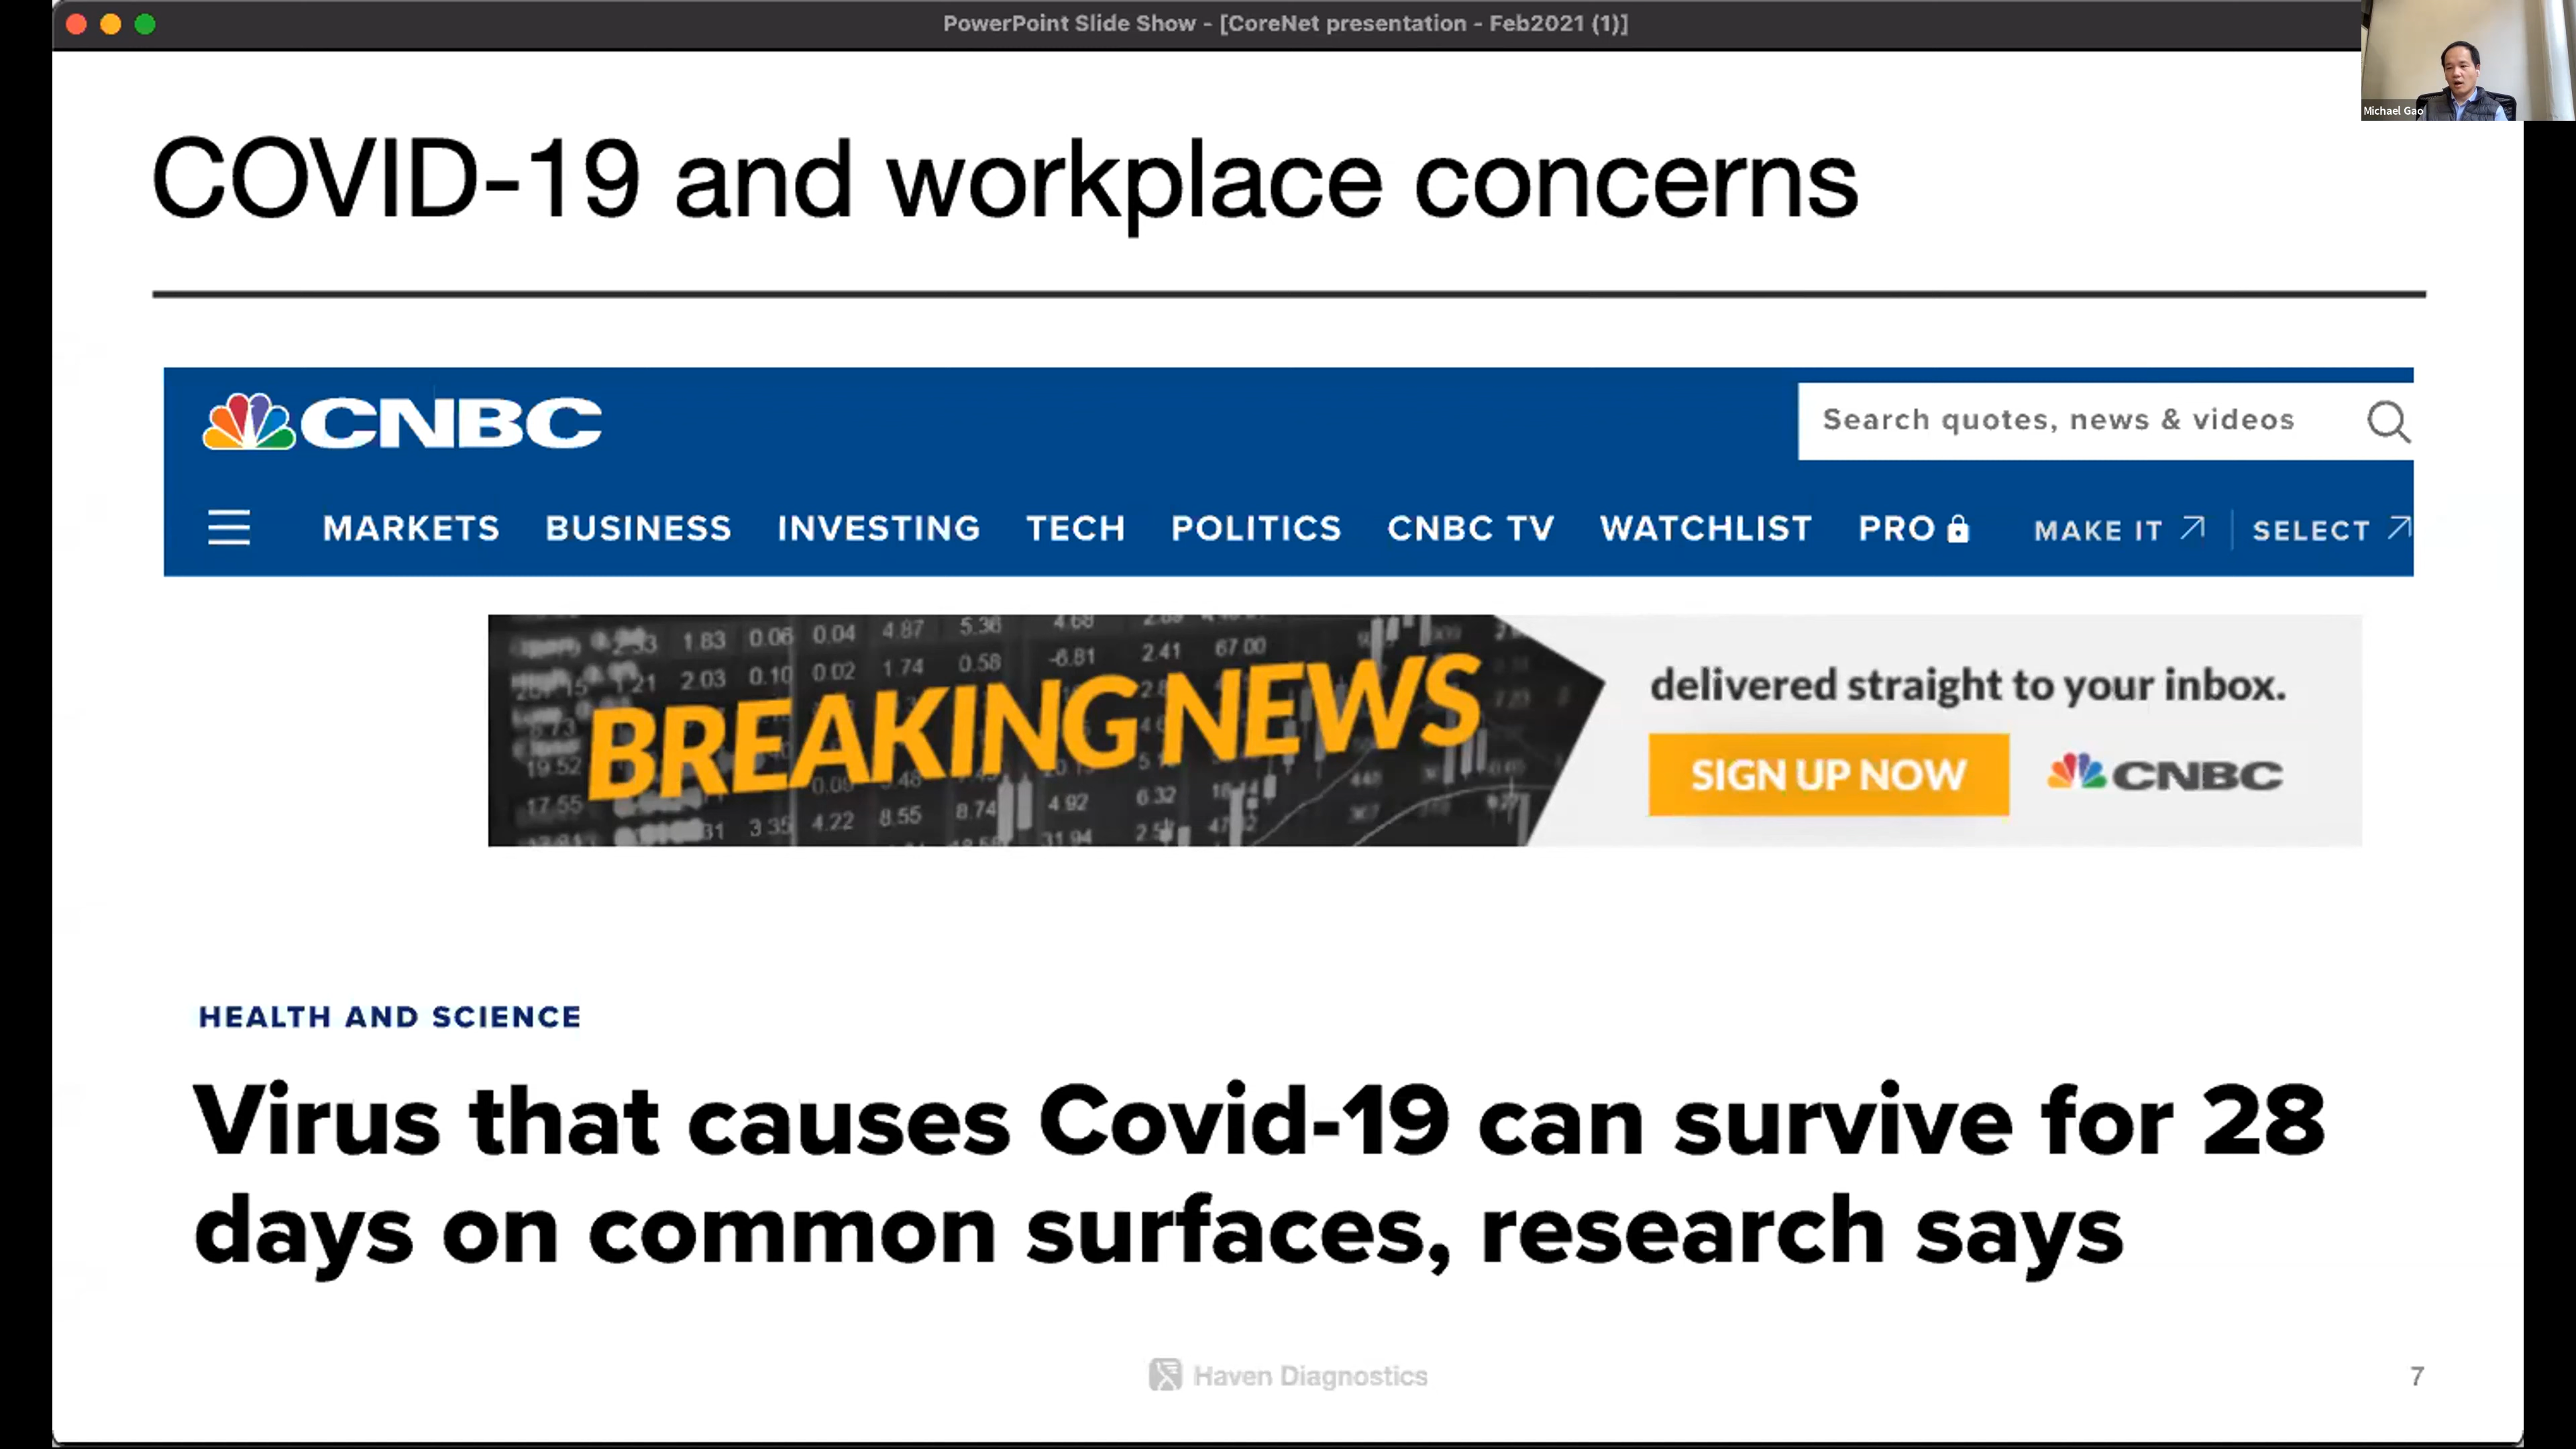 PowerPoint Slide Show - [CoreNet presentation - Feb2021 (1)]
Michael Gao
COVID-19 and workplace concerns
CNBC
Search quotes, news & videos
MARKETS BUSINESS INVESTING TECH POLITICS CNBC TV WATCHLIST PRO MAKE IT SELECT
BREAKING NEWS
delivered straight to your inbox.
SIGN UP NOW CNBC
HEALTH AND SCIENCE
Virus that causes Covid-19 can survive for 28
days on common surfaces, research says
Haven Diagnostics
7